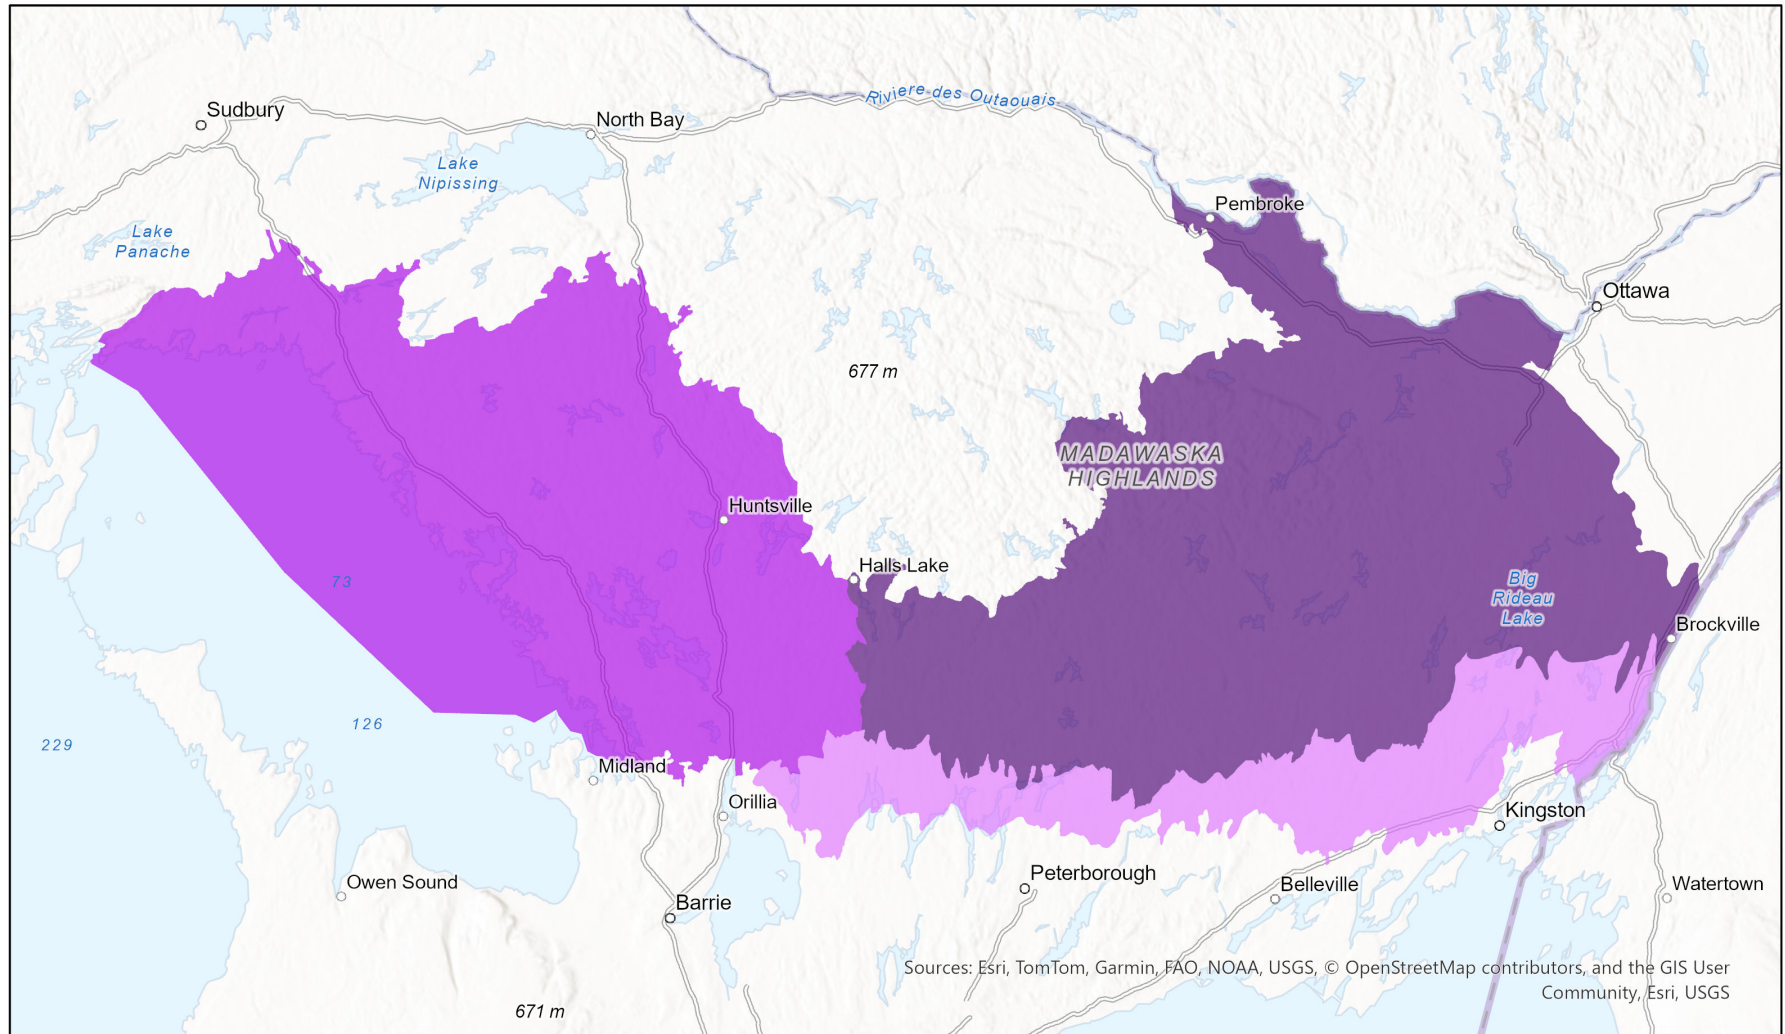 Riviere des Outaouais
Sudbury
North Bay
Lake
Nipissing
Pembroke
Lake
Panache
Ottawa
677 m
MADAWASKA
HIGHLANDS
Huntsville
Halls Lake
73
Big
Rideau
Lake
Brockville
126
229
Midland
Orillia
Kingston
Peterborough
Owen Sound
Belleville
Watertown
Barrie
Sources: Esri, TomTom, Garmin, FAO, NOAA, USGS, © OpenStreetMap contributors, and the GIS User
Community, Esri, USGS
671 m